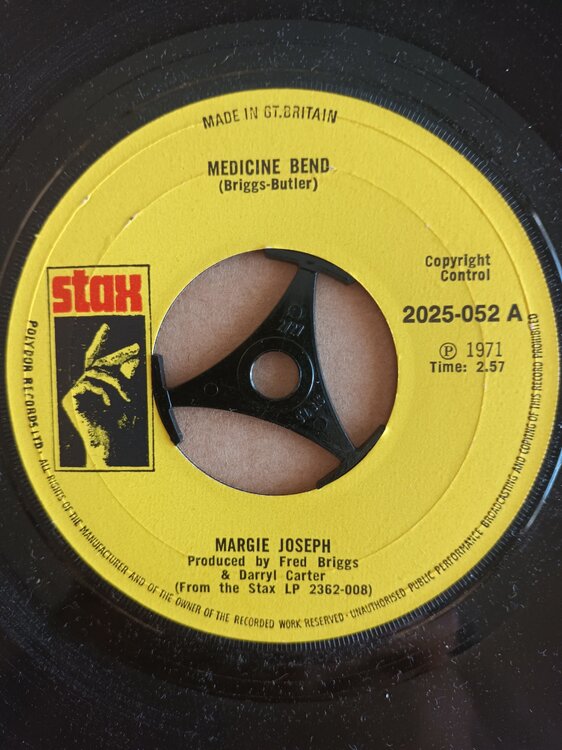 MADE IN GT.BRITAIN
MEDICINE BEND
(Briggs-Butler)
stax
Copyright
Control
2025-052 A
Ⓟ 1971
Time: 2.57
MARGIE JOSEPH
Produced by Fred Briggs
& Darryl Carter
(From the Stax LP 2362-008)
POLYDOR RECORDS LTD · ALL RIGHTS OF THE MANUFACTURER AND OF THE OWNER OF THE RECORDED WORK RESERVED · UNAUTHORISED PUBLIC PERFORMANCE BROADCASTING AND COPYING OF THIS RECORD PROHIBITED